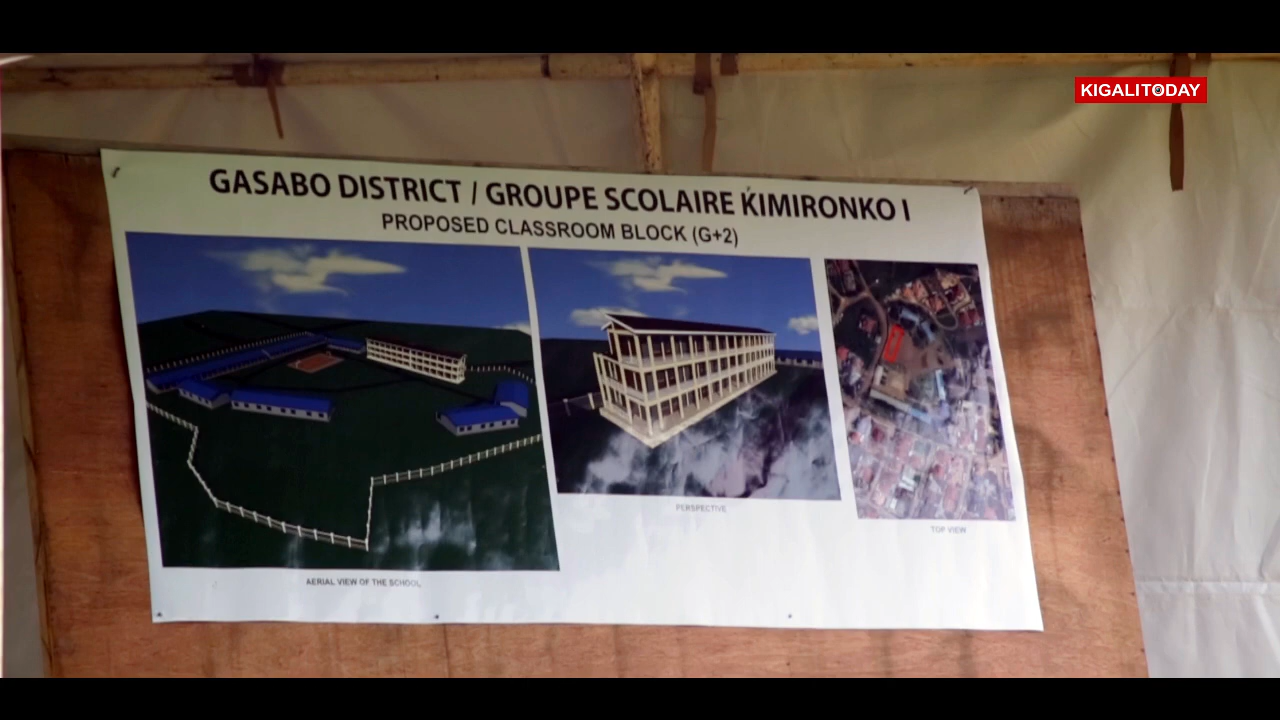 KIGALITODAY
GASABO DISTRICT / GROUPE SCOLAIRE KIMIRONKO I
PROPOSED CLASSROOM BLOCK (G+2)
PERSPECTIVE
TOP VIEW
AERIAL VIEW OF THE SCHOOL